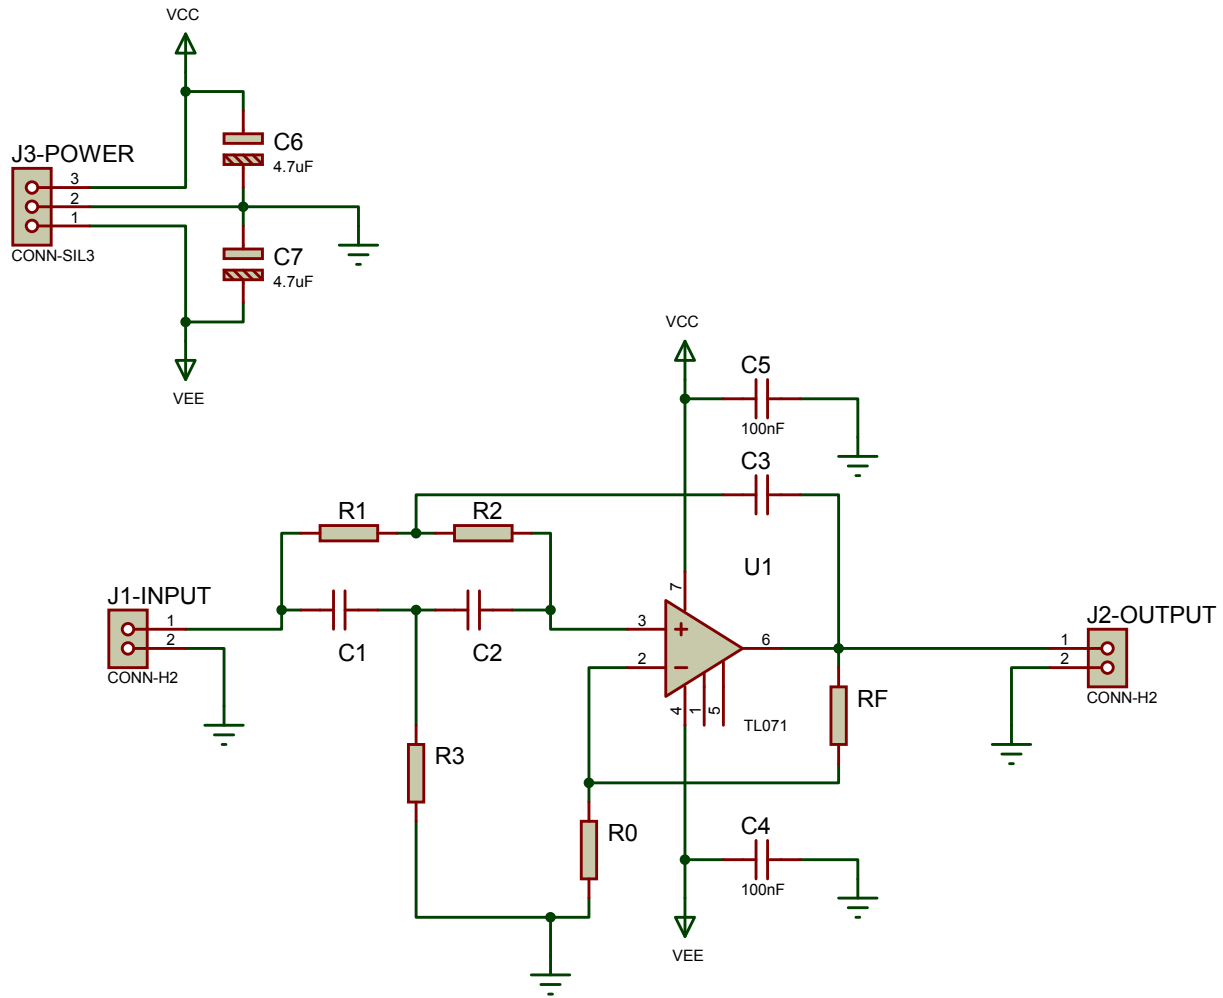 VCC
J3-POWER
3
2
1
CONN-SIL3
C6
4.7uF
C7
4.7uF
VEE
VCC
C5
100nF
C3
R1
R2
U1
7
J1-INPUT
1
2
CONN-H2
C1
C2
3
+
2
−
6
4
1
5
TL071
J2-OUTPUT
1
2
CONN-H2
RF
R3
R0
C4
100nF
VEE